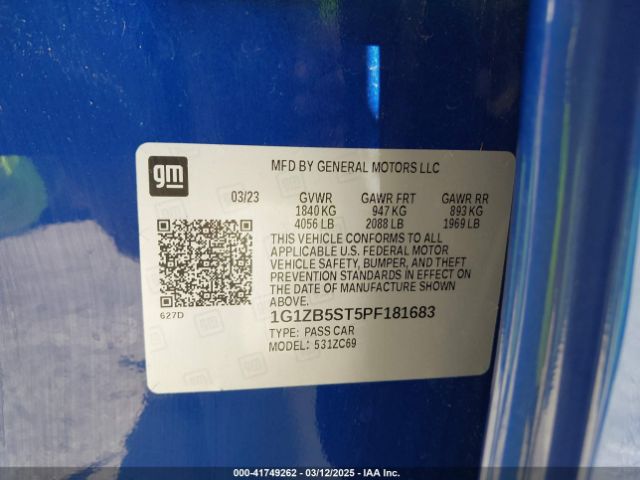 gm
MFD BY GENERAL MOTORS LLC
03/23 GVWR GAWR FRT GAWR RR
1840 KG 947 KG 893 KG
4056 LB 2088 LB 1969 LB
THIS VEHICLE CONFORMS TO ALL
APPLICABLE U.S. FEDERAL MOTOR
VEHICLE SAFETY, BUMPER, AND THEFT
PREVENTION STANDARDS IN EFFECT ON
THE DATE OF MANUFACTURE SHOWN
ABOVE.
627D
1G1ZB5ST5PF181683
TYPE: PASS CAR
MODEL: 531ZC69
00-41749262 - 03/12/2025 - IAA Inc.